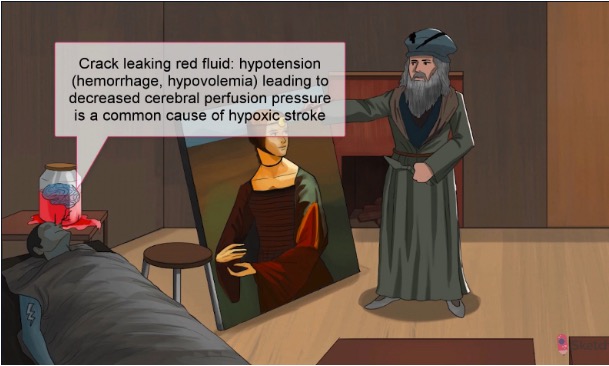 Crack leaking red fluid: hypotension
(hemorrhage, hypovolemia) leading to
decreased cerebral perfusion pressure
is a common cause of hypoxic stroke